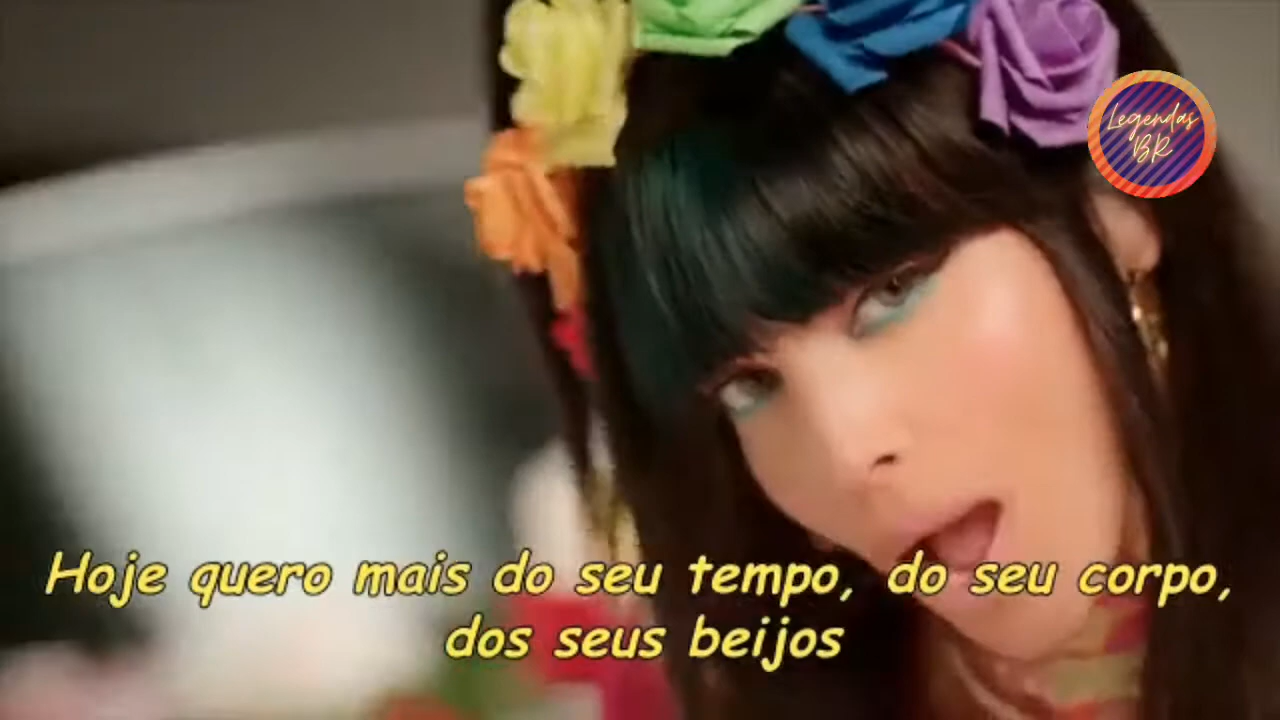 Legendas
BR
Hoje quero mais do seu tempo, do seu corpo,
dos seus beijos